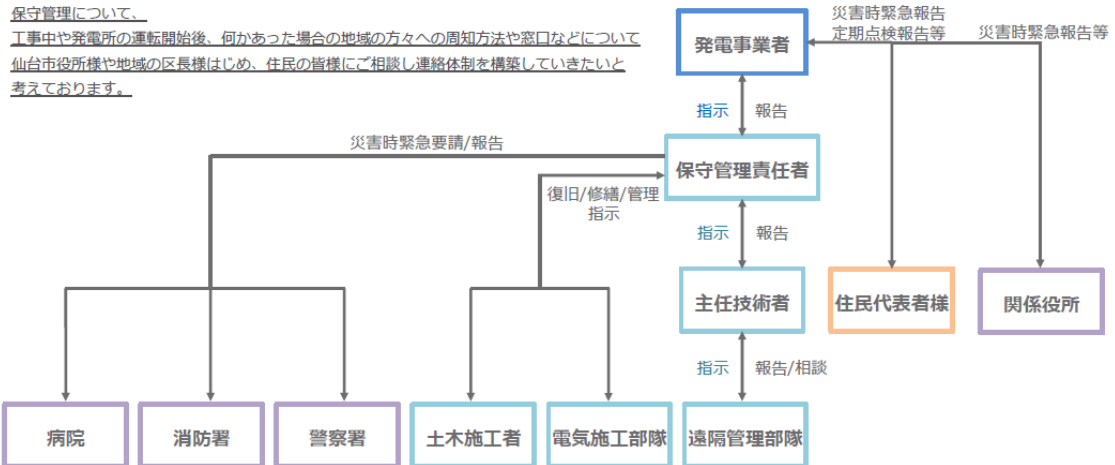 保守管理について、
工事中や発電所の運転開始後、何かあった場合の地域の方々への周知方法や窓口などについて
仙台市役所様や地域の区長様はじめ、住民の皆様にご相談し連絡体制を構築していきたいと
考えております。
発電事業者
災害時緊急報告
定期点検報告等
災害時緊急報告等
指示 報告
災害時緊急要請/報告
保守管理責任者
復旧/修繕/管理
指示
指示 報告
主任技術者
住民代表者様
関係役所
指示 報告/相談
病院
消防署
警察署
土木施工者
電気施工部隊
遠隔管理部隊